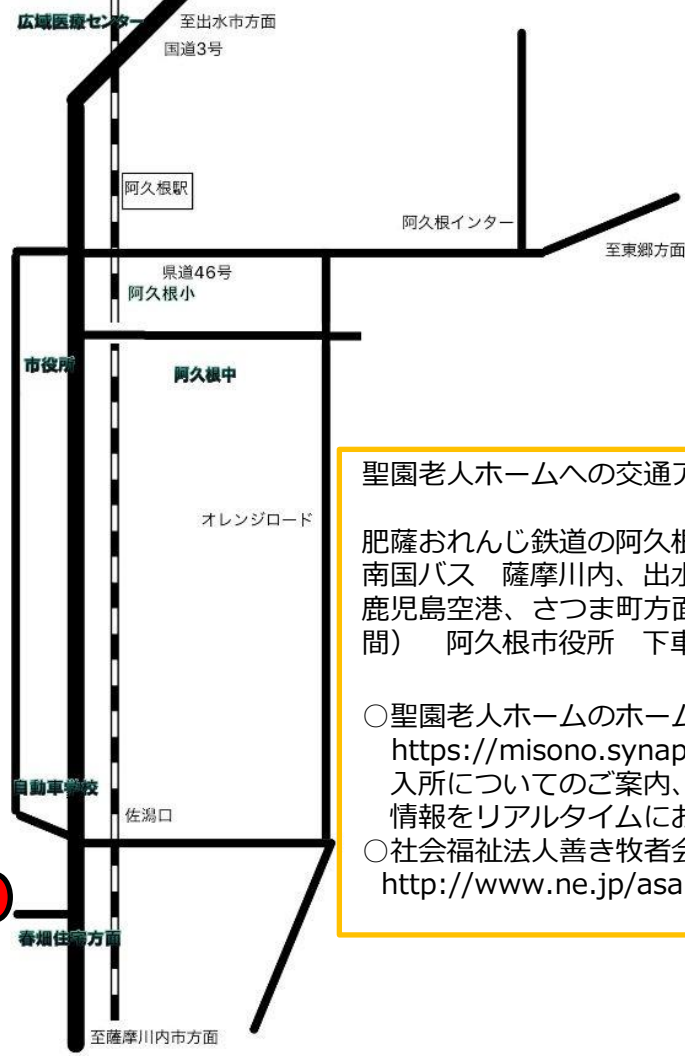 広域医療センター
至出水市方面
国道3号
阿久根駅
阿久根インター
至東郷方面
県道46号
阿久根小
市役所
阿久根中
オレンジロード
自動車学校
佐潟口
春畑住宅方面
至薩摩川内市方面
聖園老人ホームへの交通
肥薩おれんじ鉄道の阿久
南国バス 薩摩川内、出
鹿児島空港、さつま町方
間） 阿久根市役所 下車
○聖園老人ホームのホー
https://misono.synap
入所についてのご案内、
情報をリアルタイムに
○社会福祉法人善き牧者会
http://www.ne.jp/asa